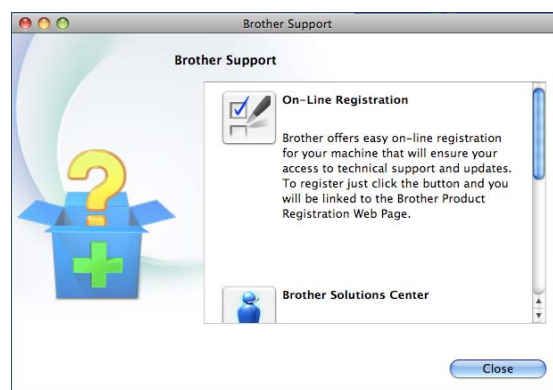 Brother Support
Brother Support
On-Line Registration
Brother offers easy on-line registration
for your machine that will ensure your
access to technical support and updates.
To register just click the button and you
will be linked to the Brother Product
Registration Web Page.
Brother Solutions Center
Close